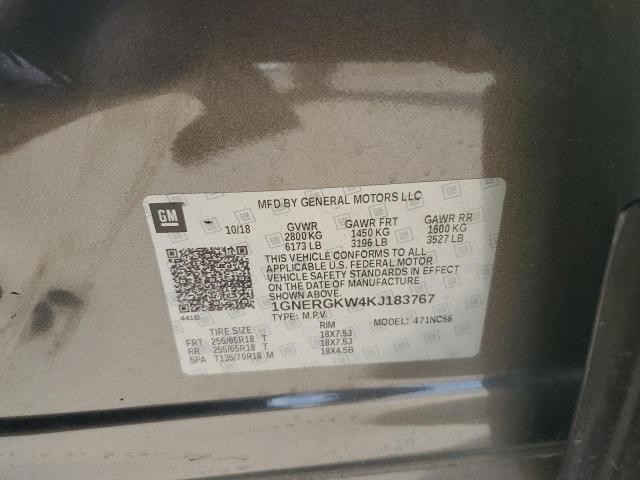 GM
MFD BY GENERAL MOTORS LLC
10/18 GVWR GAWR FRT GAWR RR
2800 KG 1450 KG 1600 KG
6173 LB 3196 LB 3527 LB
THIS VEHICLE CONFORMS TO ALL
APPLICABLE U.S. FEDERAL MOTOR
VEHICLE SAFETY STANDARDS IN EFFECT
ON THE DATE OF MANUFACTURE
SHOWN ABOVE.
1GNERGKW4KJ183767
441B TYPE: M.P.V. MODEL: 471NC56
TIRE SIZE RIM
FRT 255/65R18 T 18X7.5J
RR 255/65R18 T 18X7.5J
SPA T135/70R18 M 18X4.5B